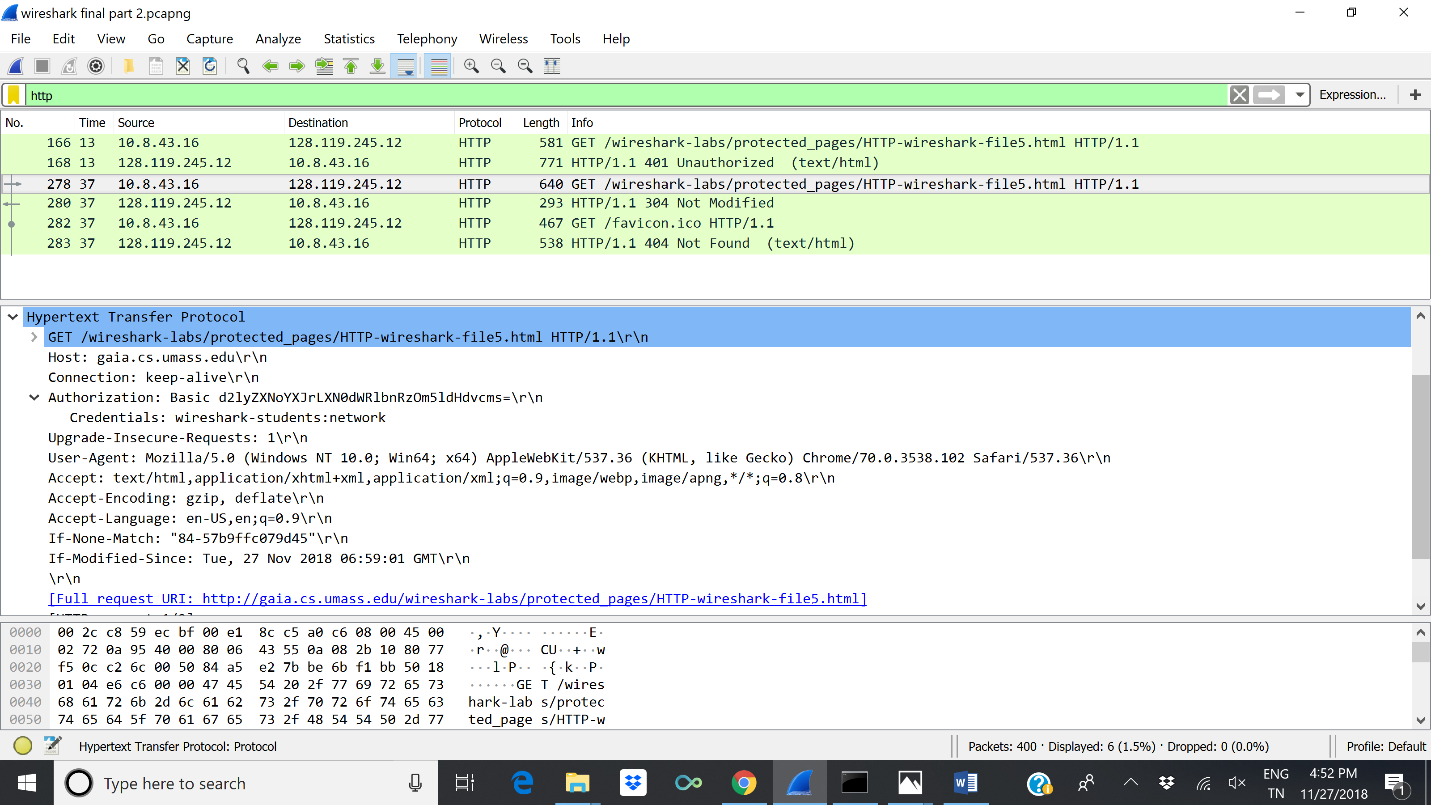 wireshark final part 2.pcapng
File Edit View Go Capture Analyze Statistics Telephony Wireless Tools Help
http Expression... +
No. Time Source Destination Protocol Length Info
166 13 10.8.43.16 128.119.245.12 HTTP 581 GET /wireshark-labs/protected_pages/HTTP-wireshark-file5.html HTTP/1.1
168 13 128.119.245.12 10.8.43.16 HTTP 771 HTTP/1.1 401 Unauthorized (text/html)
278 37 10.8.43.16 128.119.245.12 HTTP 640 GET /wireshark-labs/protected_pages/HTTP-wireshark-file5.html HTTP/1.1
280 37 128.119.245.12 10.8.43.16 HTTP 293 HTTP/1.1 304 Not Modified
282 37 10.8.43.16 128.119.245.12 HTTP 467 GET /favicon.ico HTTP/1.1
283 37 128.119.245.12 10.8.43.16 HTTP 538 HTTP/1.1 404 Not Found (text/html)
Hypertext Transfer Protocol
GET /wireshark-labs/protected_pages/HTTP-wireshark-file5.html HTTP/1.1\r\n
Host: gaia.cs.umass.edu\r\n
Connection: keep-alive\r\n
Authorization: Basic d2lyZXNoYXJrLXN0dWRlbnRzOm5ldHdvcms=\r\n
Credentials: wireshark-students:network
Upgrade-Insecure-Requests: 1\r\n
User-Agent: Mozilla/5.0 (Windows NT 10.0; Win64; x64) AppleWebKit/537.36 (KHTML, like Gecko) Chrome/70.0.3538.102 Safari/537.36\r\n
Accept: text/html,application/xhtml+xml,application/xml;q=0.9,image/webp,image/apng,*/*;q=0.8\r\n
Accept-Encoding: gzip, deflate\r\n
Accept-Language: en-US,en;q=0.9\r\n
If-None-Match: "84-57b9ffc079d45"\r\n
If-Modified-Since: Tue, 27 Nov 2018 06:59:01 GMT\r\n
\r\n
[Full request URI: http://gaia.cs.umass.edu/wireshark-labs/protected_pages/HTTP-wireshark-file5.html]
0000 00 2c c8 59 ec bf 00 e1 8c c5 a0 c6 08 00 45 00 ·,·Y···· ······E·
0010 02 72 0a 95 40 00 80 06 43 55 0a 08 2b 10 80 77 ·r··@··· CU··+··w
0020 f5 0c c2 6c 00 50 84 a5 e2 7b be 6b f1 bb 50 18 ···l·P·· ·{·k··P·
0030 01 04 e6 c6 00 00 47 45 54 20 2f 77 69 72 65 73 ······GE T /wires
0040 68 61 72 6b 2d 6c 61 62 73 2f 70 72 6f 74 65 63 hark-lab s/protec
0050 74 65 64 5f 70 61 67 65 73 2f 48 54 54 50 2d 77 ted_page s/HTTP-w
Hypertext Transfer Protocol: Protocol Packets: 400 · Displayed: 6 (1.5%) · Dropped: 0 (0.0%) Profile: Default
Type here to search ENG 4:52 PM
TN 11/27/2018 1